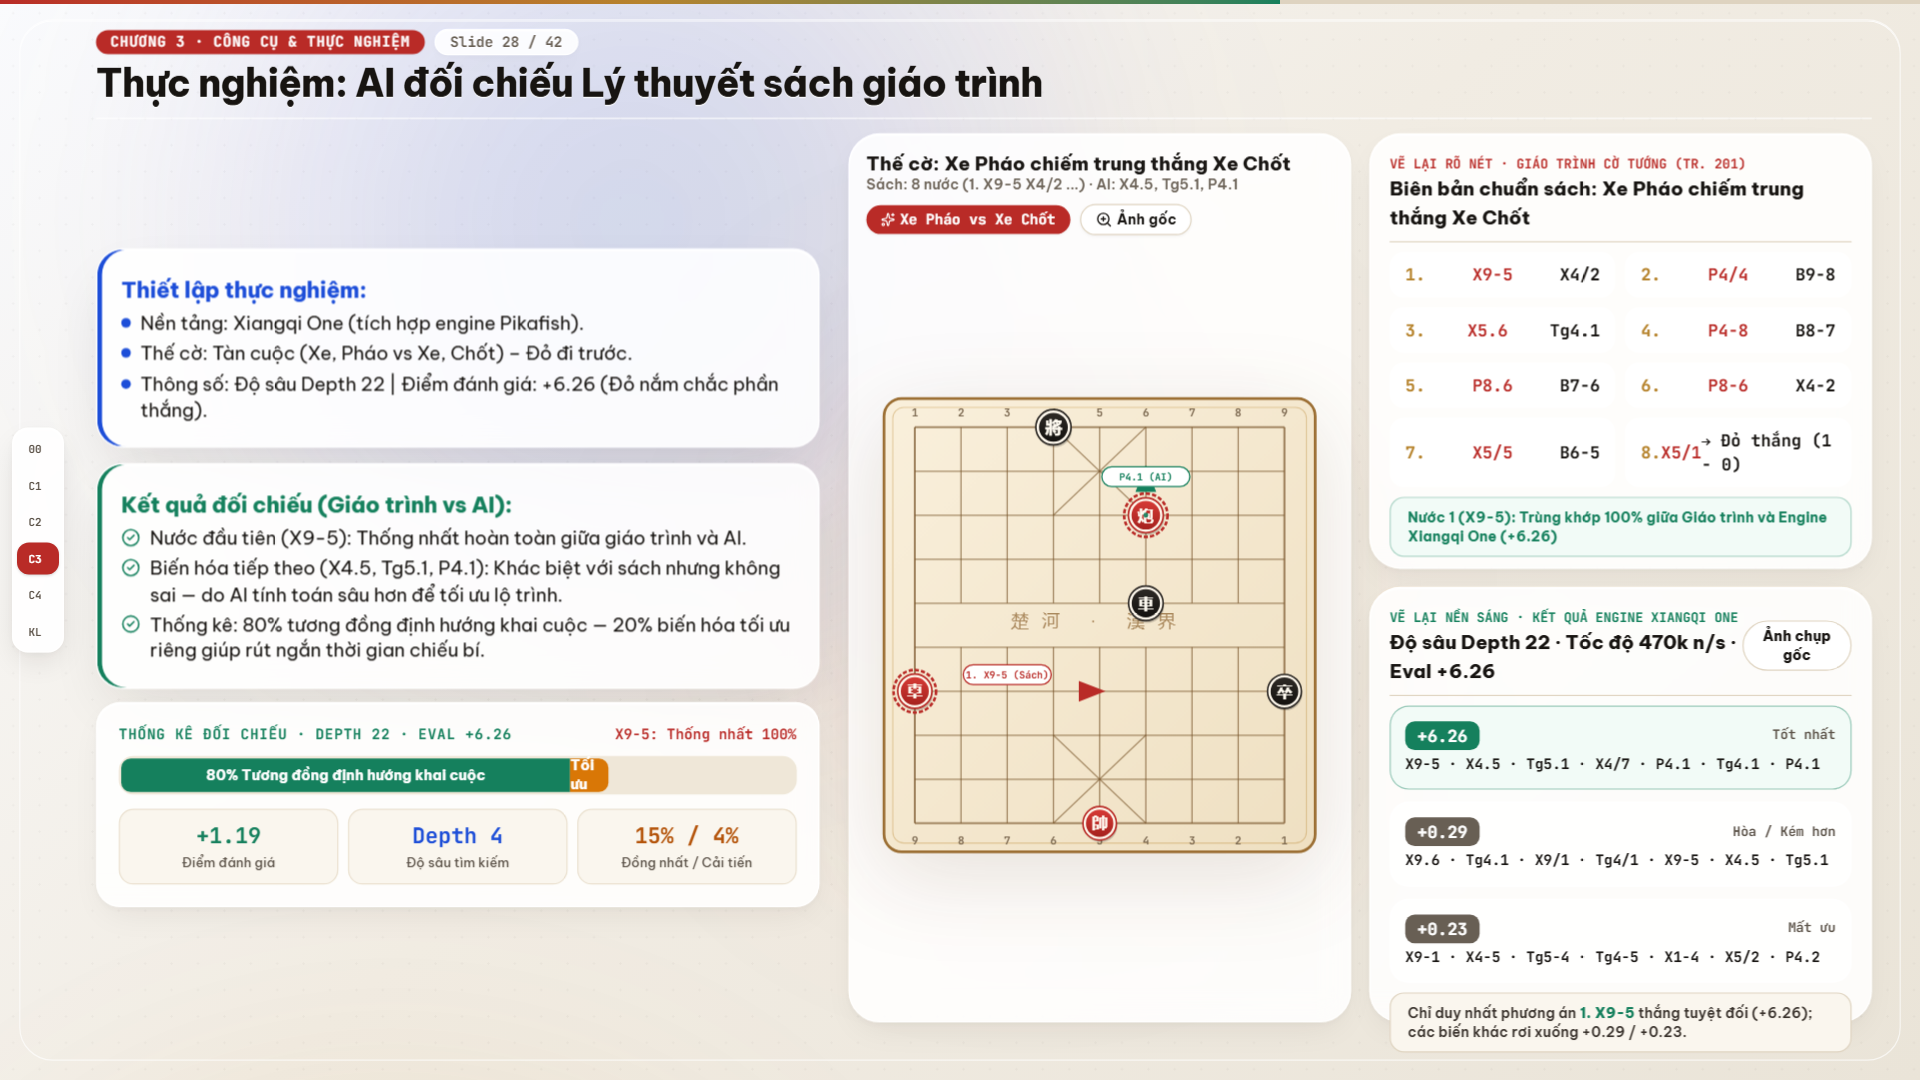 CHƯƠNG 3 · CÔNG CỤ & THỰC NGHIỆM
Slide 28 / 42
Thực nghiệm: AI đối chiếu Lý thuyết sách giáo trình
00
C1
C2
C3
C4
KL
Thiết lập thực nghiệm:
Nền tảng: Xiangqi One (tích hợp engine Pikafish).
Thế cờ: Tàn cuộc (Xe, Pháo vs Xe, Chốt) – Đỏ đi trước.
Thông số: Độ sâu Depth 22 | Điểm đánh giá: +6.26 (Đỏ nắm chắc phần
thắng).
Kết quả đối chiếu (Giáo trình vs AI):
Nước đầu tiên (X9-5): Thống nhất hoàn toàn giữa giáo trình và AI.
Biến hóa tiếp theo (X4.5, Tg5.1, P4.1): Khác biệt với sách nhưng không
sai — do AI tính toán sâu hơn để tối ưu lộ trình.
Thống kê: 80% tương đồng định hướng khai cuộc — 20% biến hóa tối ưu
riêng giúp rút ngắn thời gian chiếu bí.
THỐNG KÊ ĐỐI CHIẾU · DEPTH 22 · EVAL +6.26
X9-5: Thống nhất 100%
80% Tương đồng định hướng khai cuộc
Tối
ưu
+1.19
Điểm đánh giá
Depth 4
Độ sâu tìm kiếm
15% / 4%
Đồng nhất / Cải tiến
Thế cờ: Xe Pháo chiếm trung thắng Xe Chốt
Sách: 8 nước (1. X9-5 X4/2 ...) · AI: X4.5, Tg5.1, P4.1
Xe Pháo vs Xe Chốt
Ảnh gốc
1 2 3 5 6 7 8 9
將
P4.1 (AI)
炮
車
楚 河 · 漢 界
1. X9-5 (Sách)
車
卒
帥
9 8 7 6 5 4 3 2 1
VẼ LẠI RÕ NÉT · GIÁO TRÌNH CỜ TƯỚNG (TR. 201)
Biên bản chuẩn sách: Xe Pháo chiếm trung
thắng Xe Chốt
1. X9-5 X4/2
2. P4/4 B9-8
3. X5.6 Tg4.1
4. P4-8 B8-7
5. P8.6 B7-6
6. P8-6 X4-2
7. X5/5 B6-5
8. X5/1 → Đỏ thắng (1
- 0)
Nước 1 (X9-5): Trùng khớp 100% giữa Giáo trình và Engine
Xiangqi One (+6.26)
VẼ LẠI NỀN SÁNG · KẾT QUẢ ENGINE XIANGQI ONE
Độ sâu Depth 22 · Tốc độ 470k n/s ·
Eval +6.26
Ảnh chụp
gốc
+6.26
Tốt nhất
X9-5 · X4.5 · Tg5.1 · X4/7 · P4.1 · Tg4.1 · P4.1
+0.29
Hòa / Kém hơn
X9.6 · Tg4.1 · X9/1 · Tg4/1 · X9-5 · X4.5 · Tg5.1
+0.23
Mất ưu
X9-1 · X4-5 · Tg5-4 · Tg4-5 · X1-4 · X5/2 · P4.2
Chỉ duy nhất phương án 1. X9-5 thắng tuyệt đối (+6.26);
các biến khác rơi xuống +0.29 / +0.23.